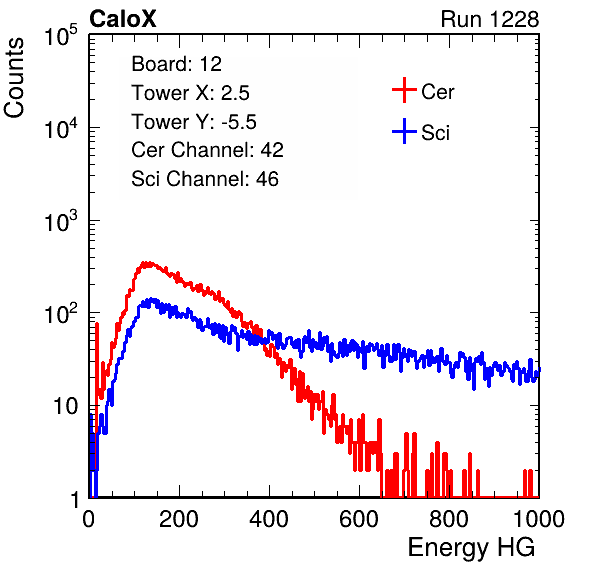 CaloX Run 1228
Counts
Board: 12
Tower X: 2.5
Tower Y: -5.5
Cer Channel: 42
Sci Channel: 46
Cer
Sci
10^5
10^4
10^3
10^2
10
1
0 200 400 600 800 1000
Energy HG